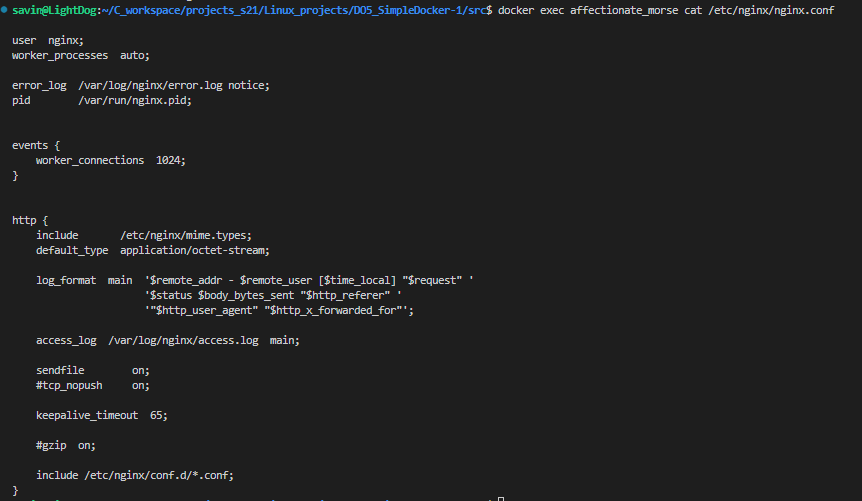 savin@LightDog:~/C_workspace/projects_s21/Linux_projects/DO5_SimpleDocker-1/src$ docker exec affectionate_morse cat /etc/nginx/nginx.conf

user  nginx;
worker_processes  auto;

error_log  /var/log/nginx/error.log notice;
pid        /var/run/nginx.pid;


events {
    worker_connections  1024;
}


http {
    include       /etc/nginx/mime.types;
    default_type  application/octet-stream;

    log_format  main  '$remote_addr - $remote_user [$time_local] "$request" '
                      '$status $body_bytes_sent "$http_referer" '
                      '"$http_user_agent" "$http_x_forwarded_for"';

    access_log  /var/log/nginx/access.log  main;

    sendfile        on;
    #tcp_nopush     on;

    keepalive_timeout  65;

    #gzip  on;

    include /etc/nginx/conf.d/*.conf;
}